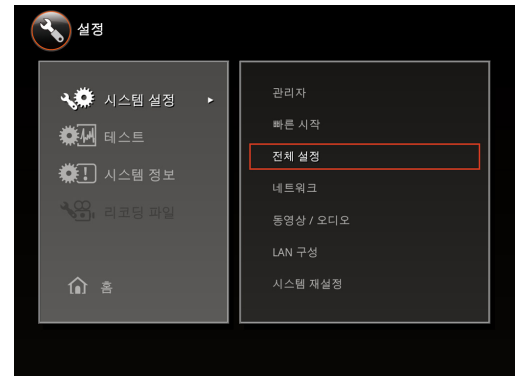 설정
시스템 설정
테스트
시스템 정보
리코딩 파일
홈
관리자
빠른 시작
전체 설정
네트워크
동영상 / 오디오
LAN 구성
시스템 재설정